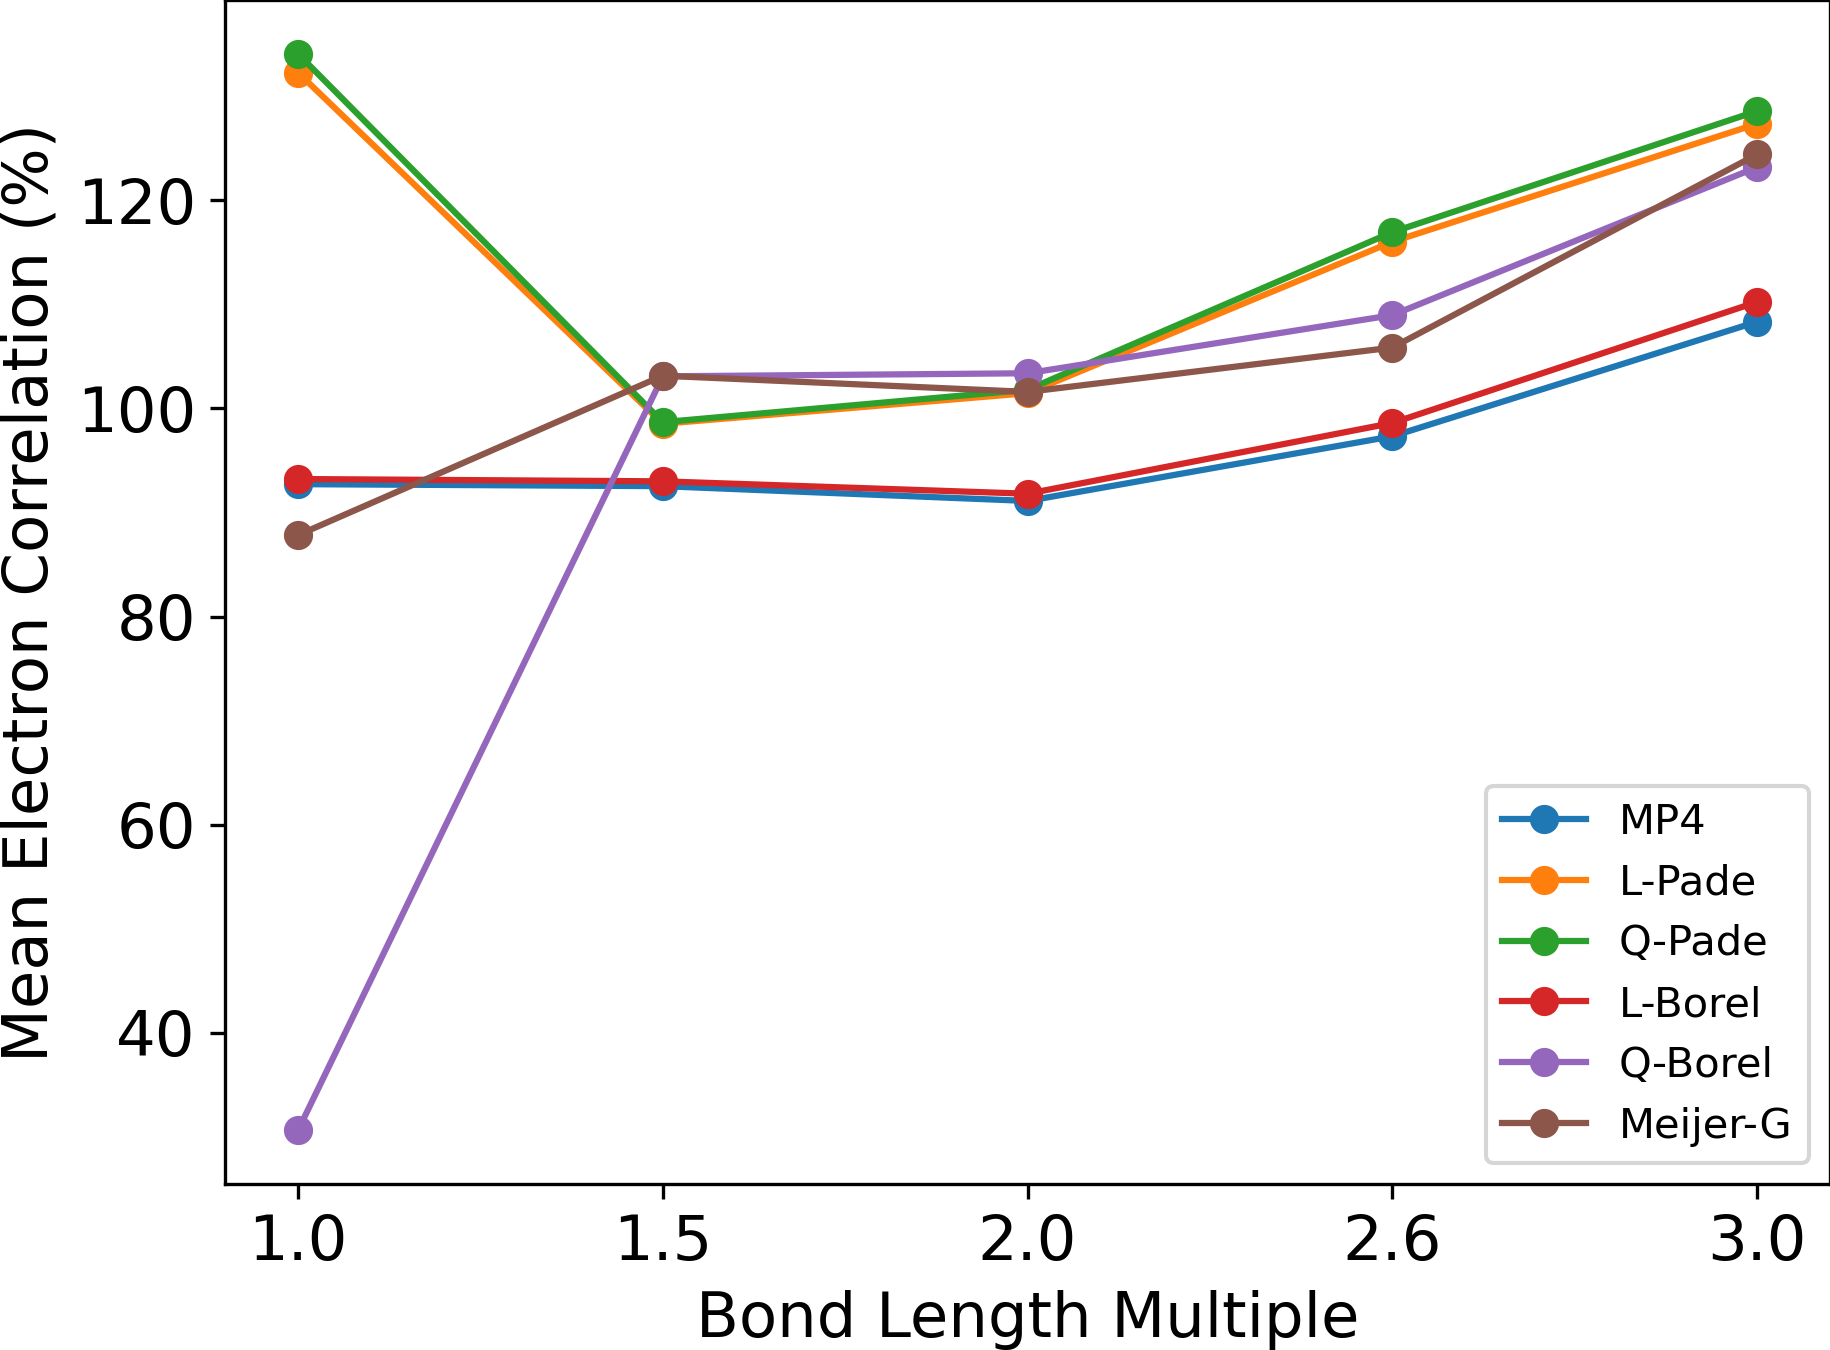 Mean Electron Correlation (%)
120
100
80
60
40
1.0 1.5 2.0 2.6 3.0
Bond Length Multiple
MP4
L-Pade
Q-Pade
L-Borel
Q-Borel
Meijer-G